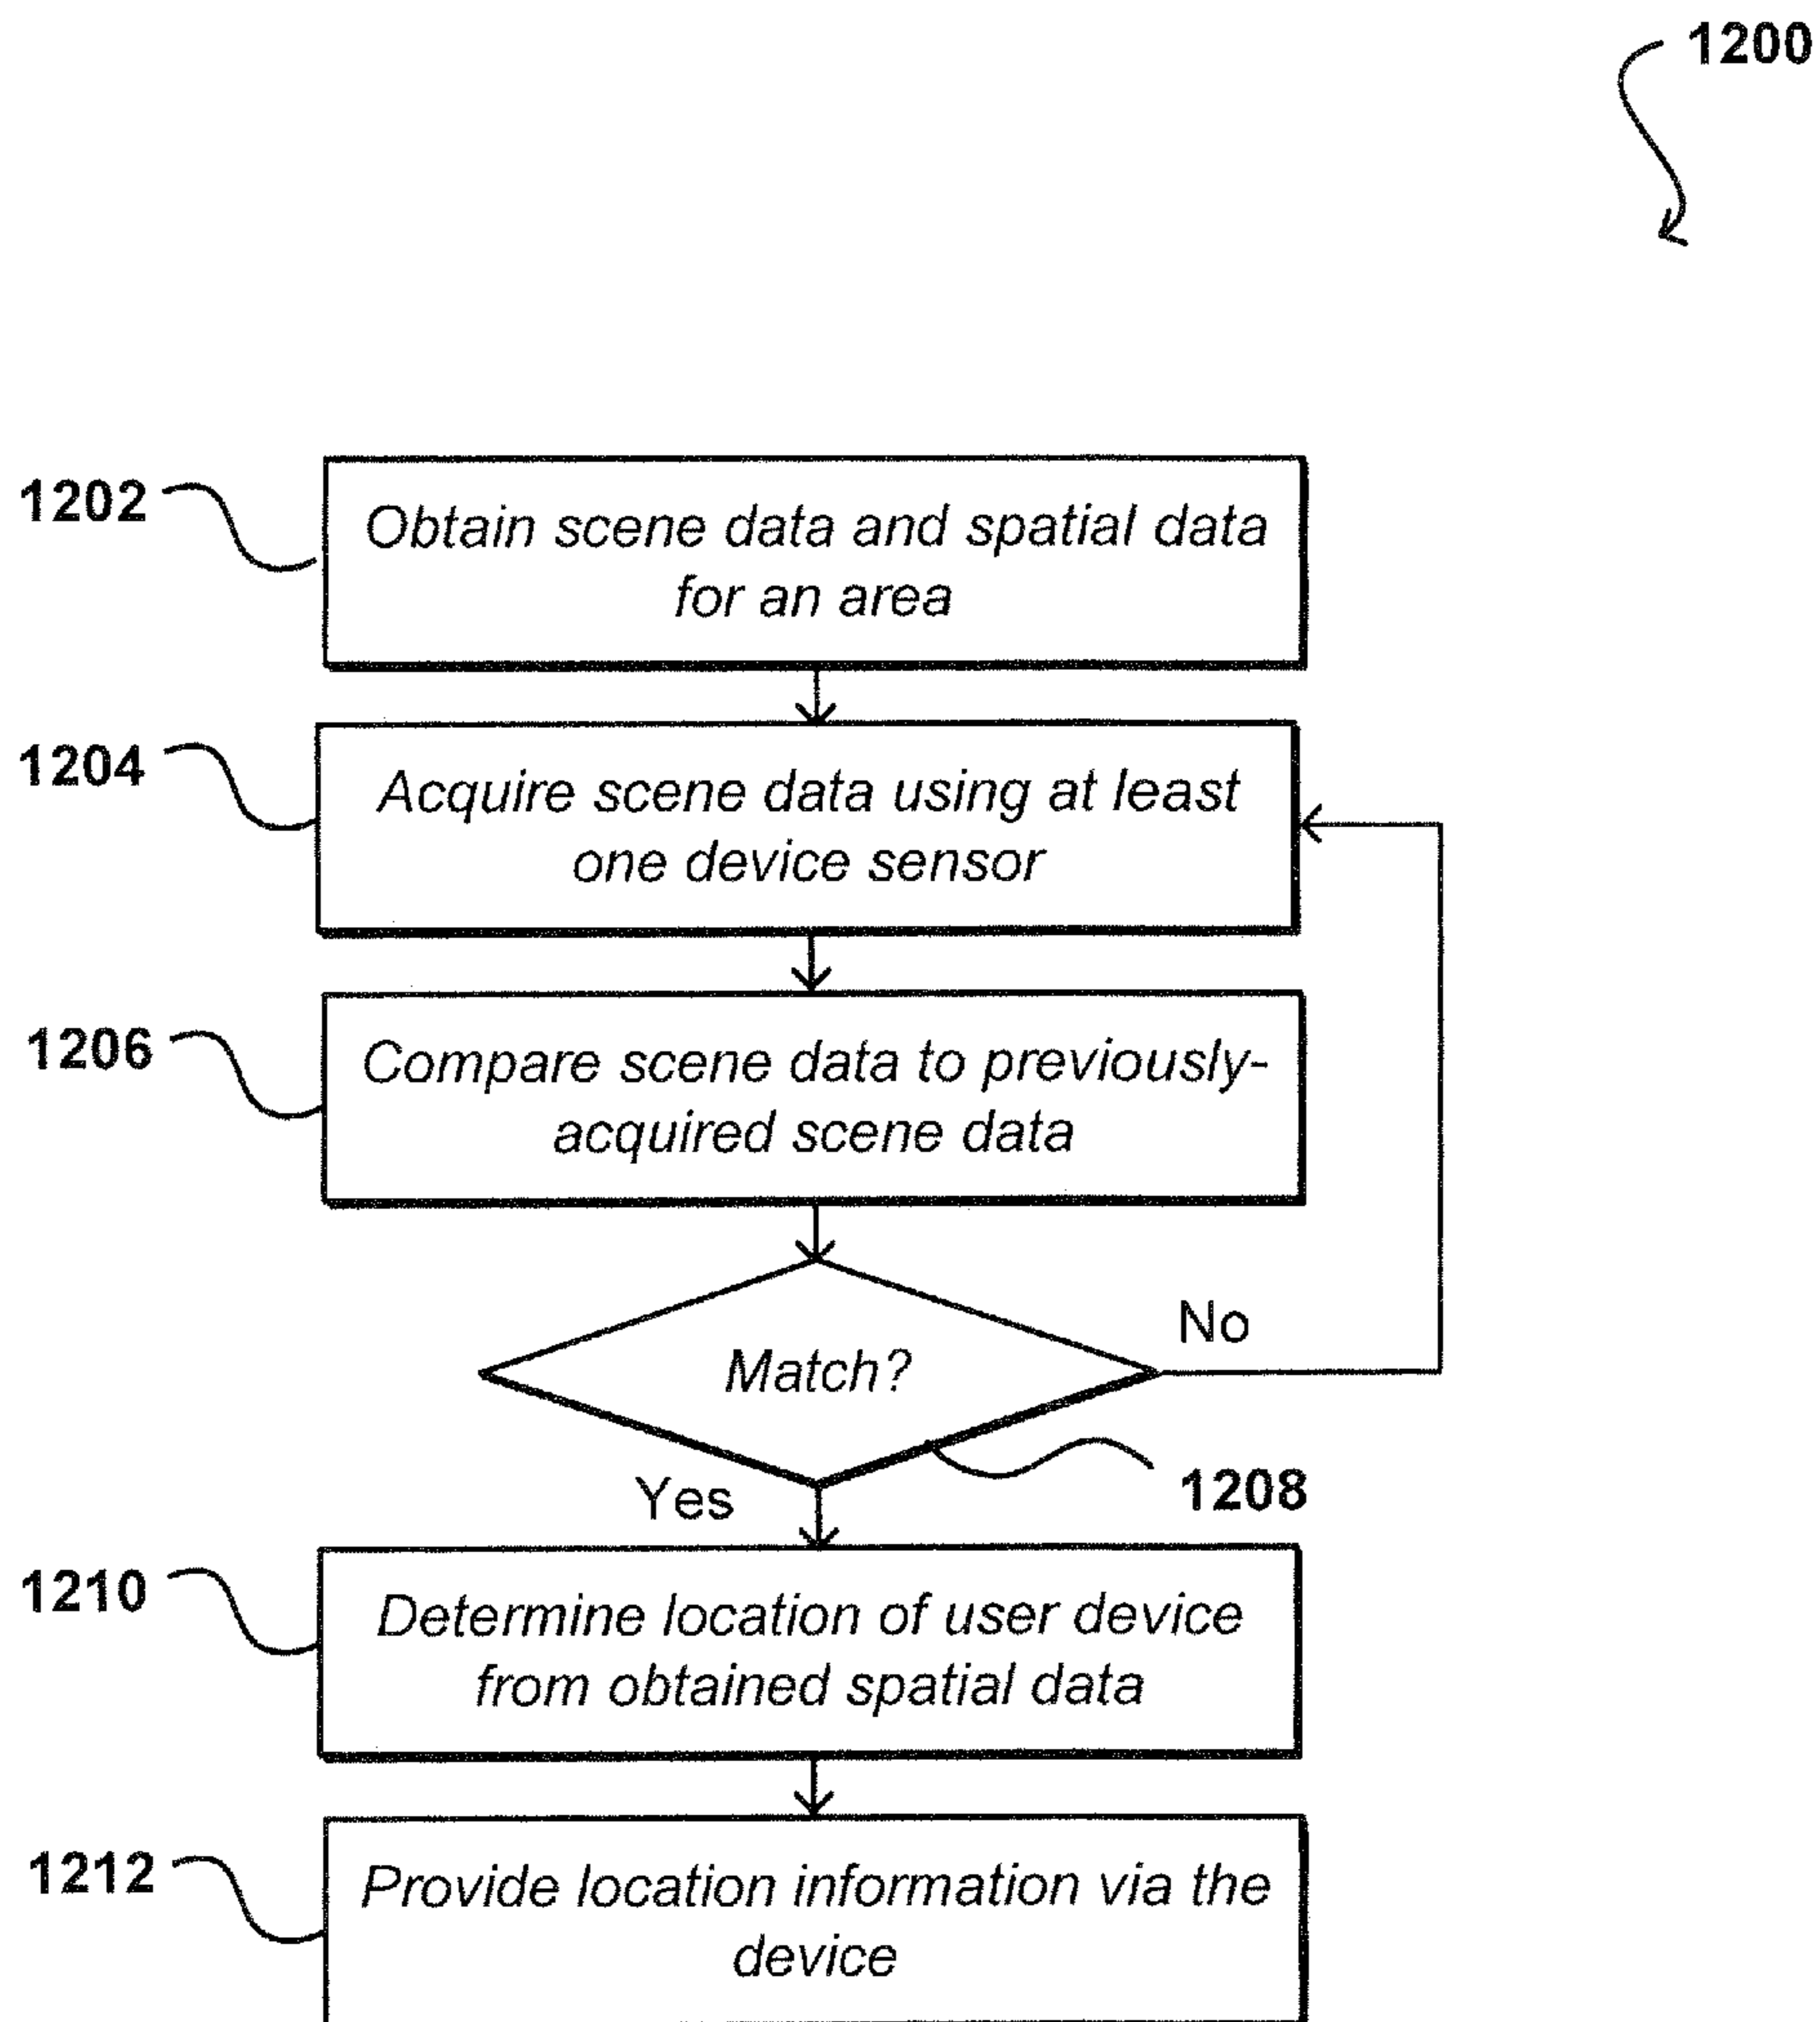 1200
1202
Obtain scene data and spatial data
for an area
1204
Acquire scene data using at least
one device sensor
1206
Compare scene data to previously-
acquired scene data
Match?
No
Yes
1208
1210
Determine location of user device
from obtained spatial data
1212
Provide location information via the
device